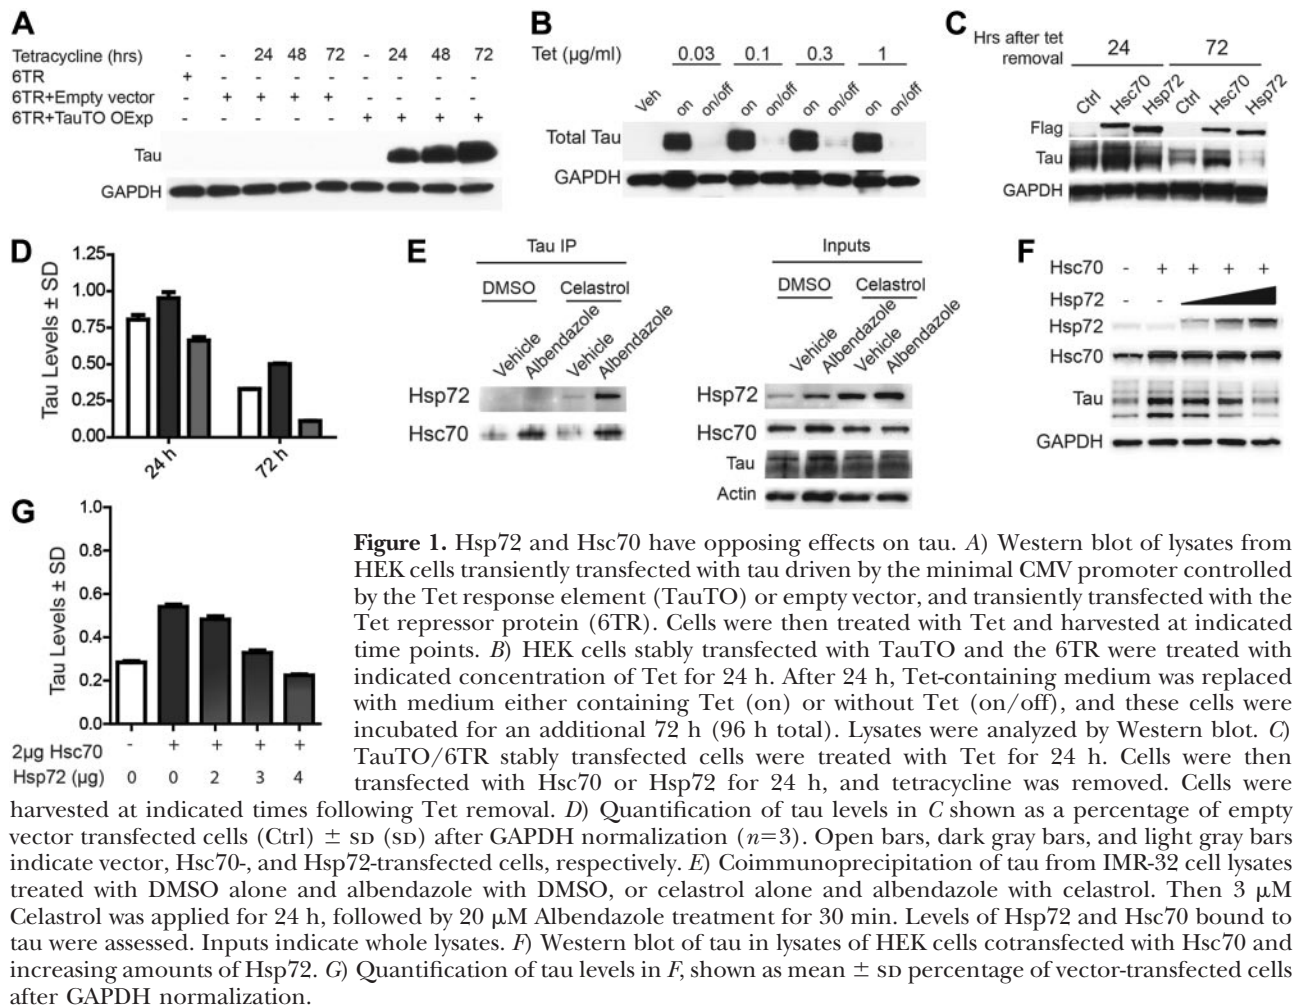 A
Tetracycline (hrs) - - 24 48 72 - 24 48 72
6TR + - - - - - - - -
6TR+Empty vector - + + + + - - - -
6TR+TauTO OExp - - - - - + + + +
Tau
GAPDH
B
Tet (µg/ml) 0.03 0.1 0.3 1
Veh on on/off on on/off on on/off on on/off
Total Tau
GAPDH
C
Hrs after tet removal 24 72
Ctrl Hsc70 Hsp72 Ctrl Hsc70 Hsp72
Flag
Tau
GAPDH
D
Tau Levels ± SD
1.25
1.00
0.75
0.50
0.25
0.00
24 h 72 h
E
Tau IP Inputs
DMSO Celastrol DMSO Celastrol
Vehicle Albendazole Vehicle Albendazole Vehicle Albendazole Vehicle Albendazole
Hsp72 Hsp72
Hsc70 Hsc70
Tau
Actin
F
Hsc70 - + + + +
Hsp72 - -
Hsp72
Hsc70
Tau
GAPDH
G
Tau Levels ± SD
1.0
0.8
0.6
0.4
0.2
0.0
2µg Hsc70 - + + + +
Hsp72 (µg) 0 0 2 3 4
Figure 1. Hsp72 and Hsc70 have opposing effects on tau. A) Western blot of lysates from
HEK cells transiently transfected with tau driven by the minimal CMV promoter controlled
by the Tet response element (TauTO) or empty vector, and transiently transfected with the
Tet repressor protein (6TR). Cells were then treated with Tet and harvested at indicated
time points. B) HEK cells stably transfected with TauTO and the 6TR were treated with
indicated concentration of Tet for 24 h. After 24 h, Tet-containing medium was replaced
with medium either containing Tet (on) or without Tet (on/off), and these cells were
incubated for an additional 72 h (96 h total). Lysates were analyzed by Western blot. C)
TauTO/6TR stably transfected cells were treated with Tet for 24 h. Cells were then
transfected with Hsc70 or Hsp72 for 24 h, and tetracycline was removed. Cells were
harvested at indicated times following Tet removal. D) Quantification of tau levels in C shown as a percentage of empty
vector transfected cells (Ctrl) ± SD (SD) after GAPDH normalization (n=3). Open bars, dark gray bars, and light gray bars
indicate vector, Hsc70-, and Hsp72-transfected cells, respectively. E) Coimmunoprecipitation of tau from IMR-32 cell lysates
treated with DMSO alone and albendazole with DMSO, or celastrol alone and albendazole with celastrol. Then 3 µM
Celastrol was applied for 24 h, followed by 20 µM Albendazole treatment for 30 min. Levels of Hsp72 and Hsc70 bound to
tau were assessed. Inputs indicate whole lysates. F) Western blot of tau in lysates of HEK cells cotransfected with Hsc70 and
increasing amounts of Hsp72. G) Quantification of tau levels in F, shown as mean ± SD percentage of vector-transfected cells
after GAPDH normalization.